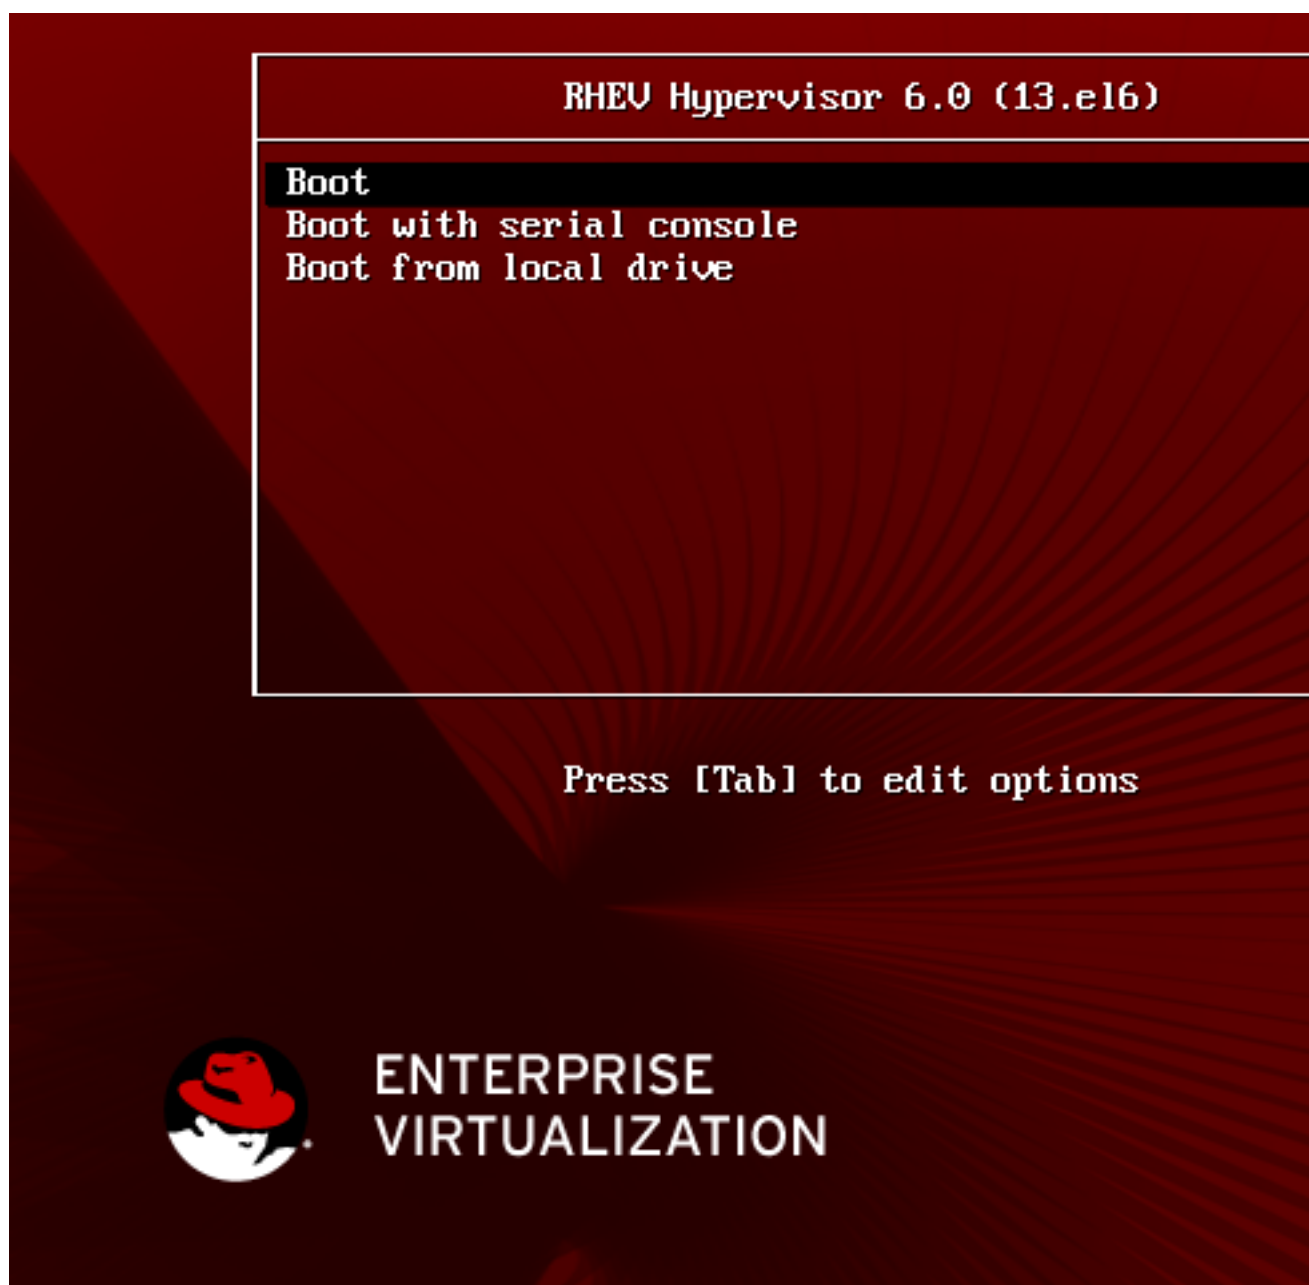 RHEV Hypervisor 6.0 (13.el6)
Boot
Boot with serial console
Boot from local drive
Press [Tab] to edit options
ENTERPRISE
VIRTUALIZATION